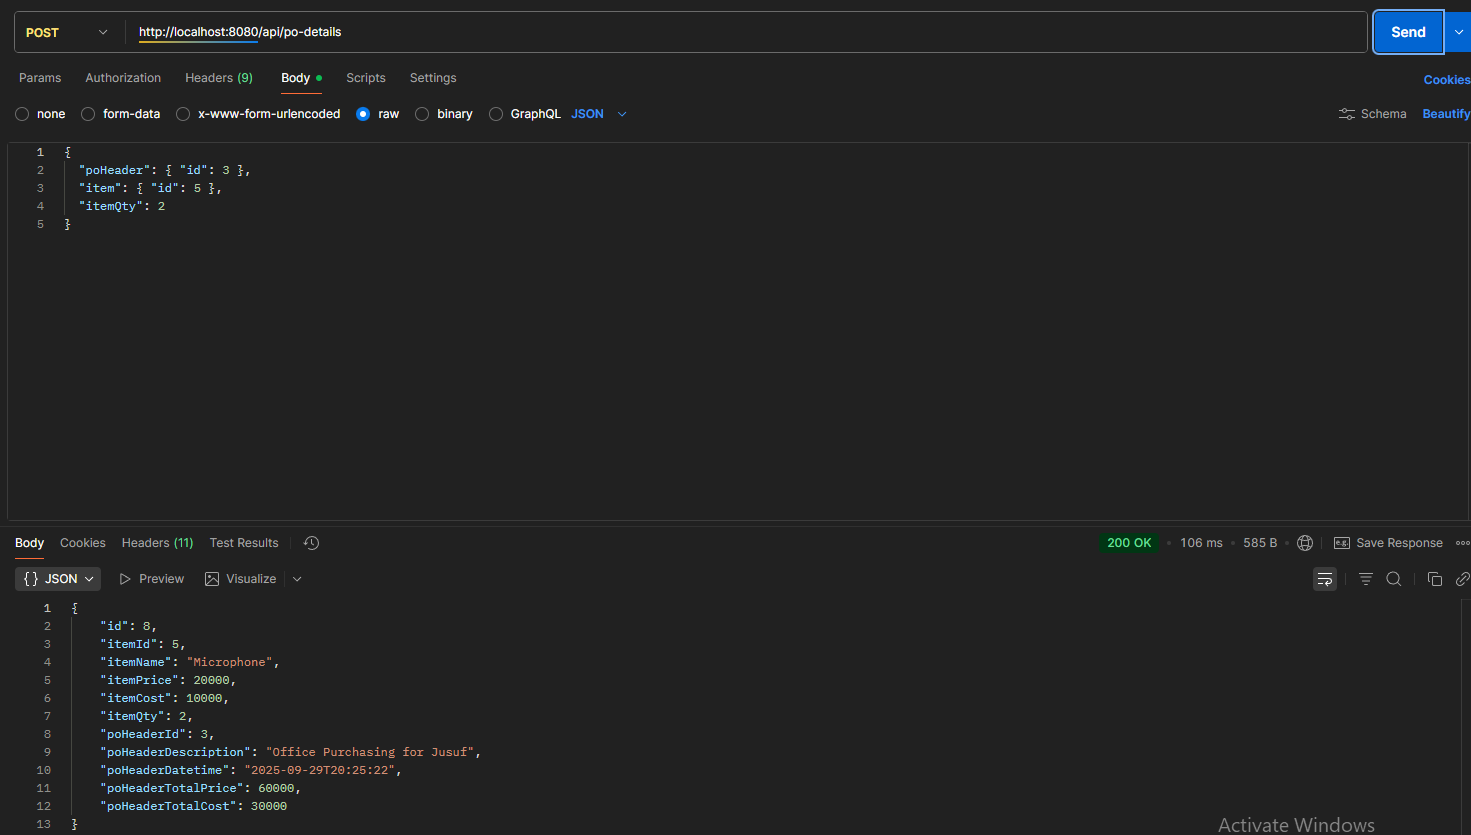 POST http://localhost:8080/api/po-details Send
Params Authorization Headers (9) Body Scripts Settings Cookies
none form-data x-www-form-urlencoded raw binary GraphQL JSON Schema Beautify
1 {
2 "poHeader": { "id": 3 },
3 "item": { "id": 5 },
4 "itemQty": 2
5 }
Body Cookies Headers (11) Test Results 200 OK • 106 ms • 585 B • e.g. Save Response
{} JSON Preview Visualize
1 {
2 "id": 8,
3 "itemId": 5,
4 "itemName": "Microphone",
5 "itemPrice": 20000,
6 "itemCost": 10000,
7 "itemQty": 2,
8 "poHeaderId": 3,
9 "poHeaderDescription": "Office Purchasing for Jusuf",
10 "poHeaderDatetime": "2025-09-29T20:25:22",
11 "poHeaderTotalPrice": 60000,
12 "poHeaderTotalCost": 30000
13 }
Activate Windows